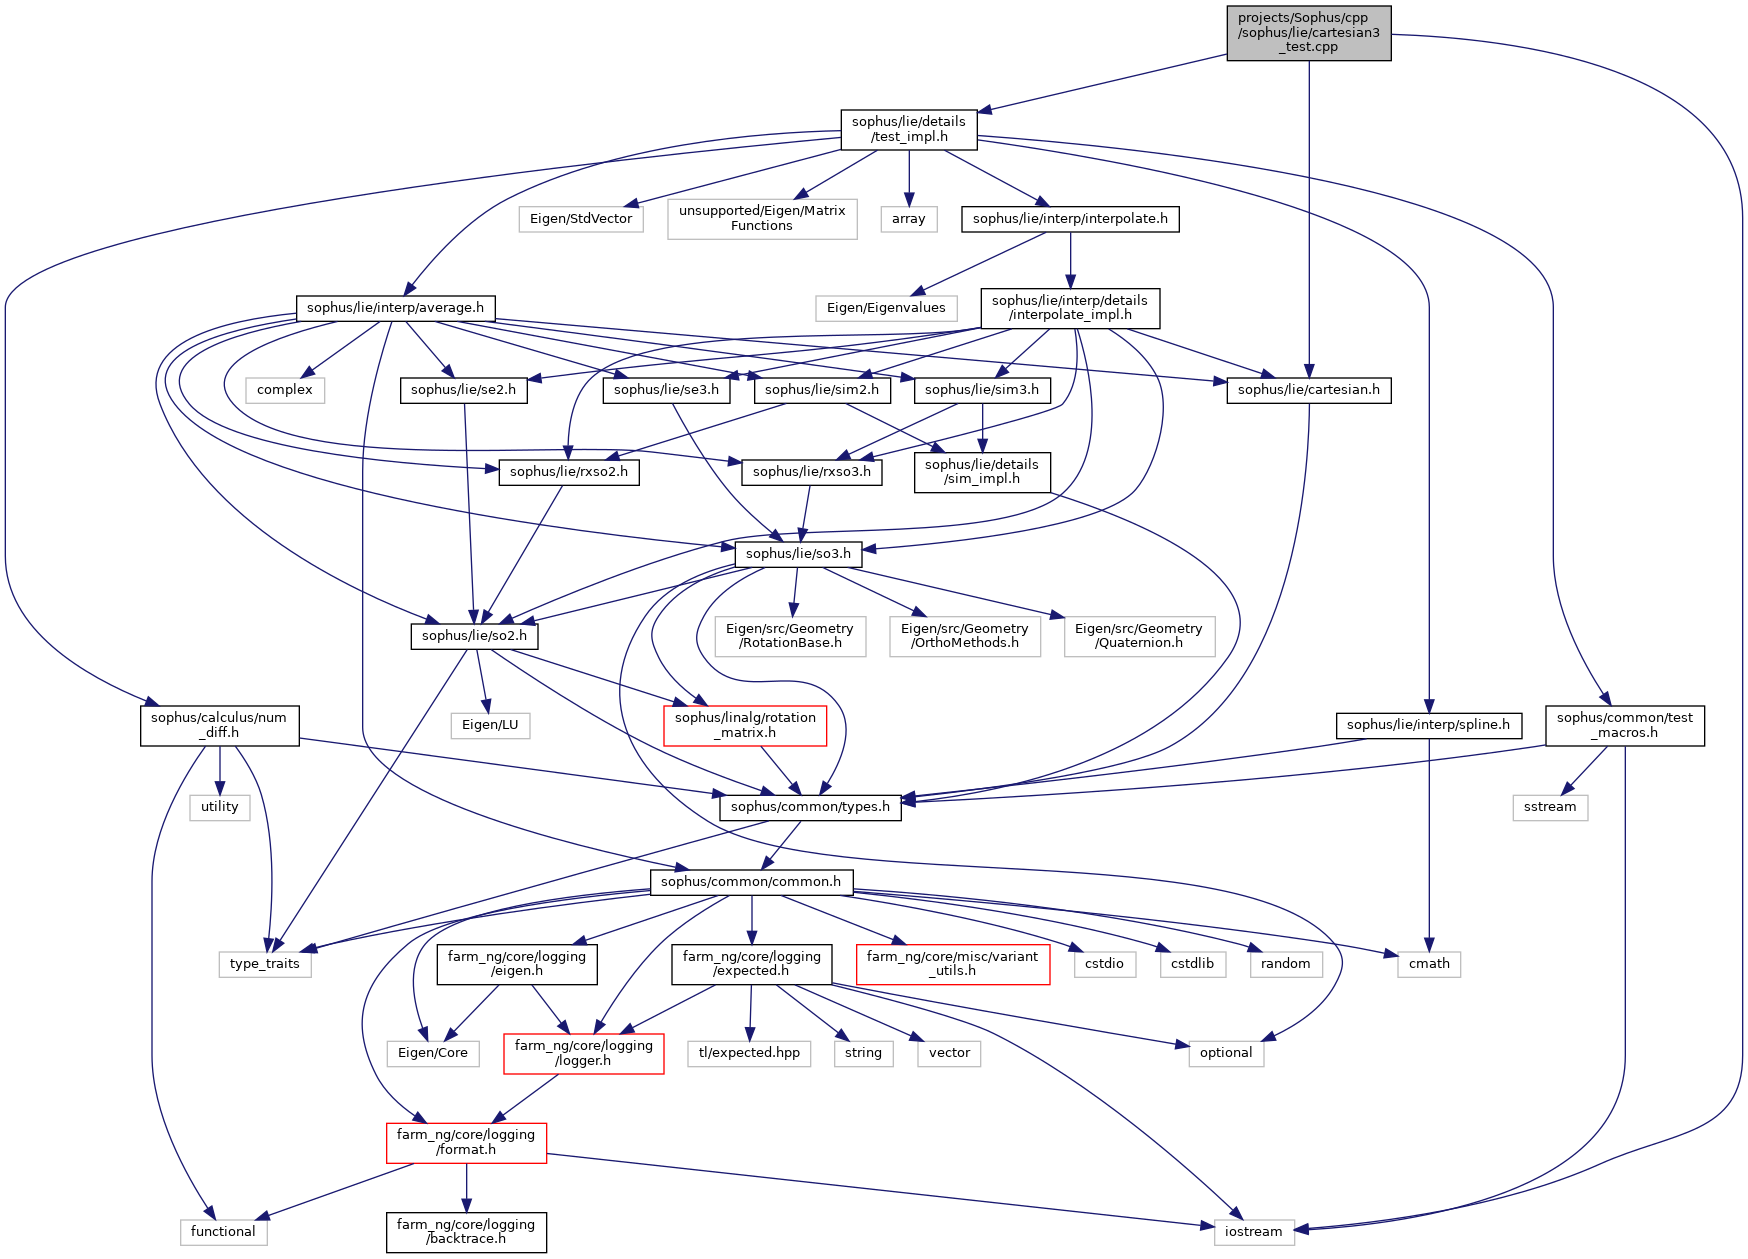 projects/Sophus/cpp
/sophus/lie/cartesian3
_test.cpp
sophus/lie/details
/test_impl.h
Eigen/StdVector
unsupported/Eigen/Matrix
Functions
array
sophus/lie/interp/interpolate.h
sophus/lie/interp/average.h
Eigen/Eigenvalues
sophus/lie/interp/details
/interpolate_impl.h
complex
sophus/lie/se2.h
sophus/lie/se3.h
sophus/lie/sim2.h
sophus/lie/sim3.h
sophus/lie/cartesian.h
sophus/lie/rxso2.h
sophus/lie/rxso3.h
sophus/lie/details
/sim_impl.h
sophus/lie/so3.h
sophus/lie/so2.h
Eigen/src/Geometry
/RotationBase.h
Eigen/src/Geometry
/OrthoMethods.h
Eigen/src/Geometry
/Quaternion.h
sophus/calculus/num
_diff.h
Eigen/LU
sophus/linalg/rotation
_matrix.h
sophus/lie/interp/spline.h
sophus/common/test
_macros.h
utility
sophus/common/types.h
sstream
sophus/common/common.h
type_traits
farm_ng/core/logging
/eigen.h
farm_ng/core/logging
/expected.h
farm_ng/core/misc/variant
_utils.h
cstdio
cstdlib
random
cmath
Eigen/Core
farm_ng/core/logging
/logger.h
tl/expected.hpp
string
vector
optional
farm_ng/core/logging
/format.h
functional
farm_ng/core/logging
/backtrace.h
iostream